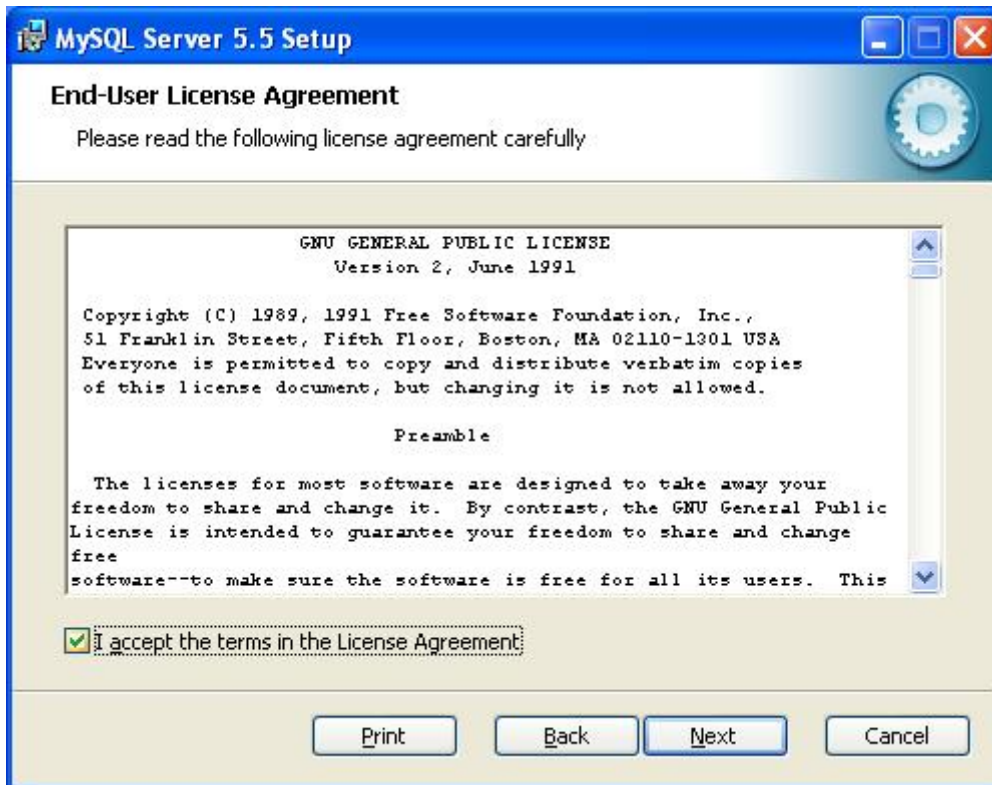 MySQL Server 5.5 Setup
End-User License Agreement
Please read the following license agreement carefully
GNU GENERAL PUBLIC LICENSE
Version 2, June 1991
Copyright (C) 1989, 1991 Free Software Foundation, Inc.,
51 Franklin Street, Fifth Floor, Boston, MA 02110-1301 USA
Everyone is permitted to copy and distribute verbatim copies
of this license document, but changing it is not allowed.
Preamble
The licenses for most software are designed to take away your
freedom to share and change it.  By contrast, the GNU General Public
License is intended to guarantee your freedom to share and change
free
software--to make sure the software is free for all its users.  This
I accept the terms in the License Agreement
Print Back Next Cancel